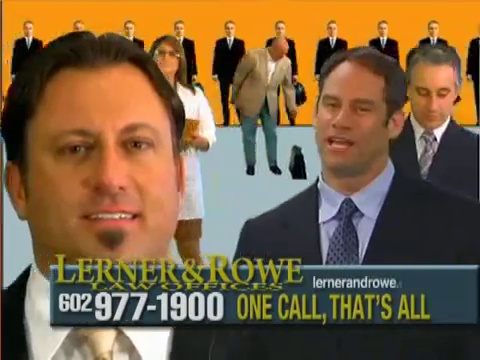 LERNER & ROWE
LAW OFFICES
lernerandrowe.
602 977-1900 ONE CALL, THAT'S ALL